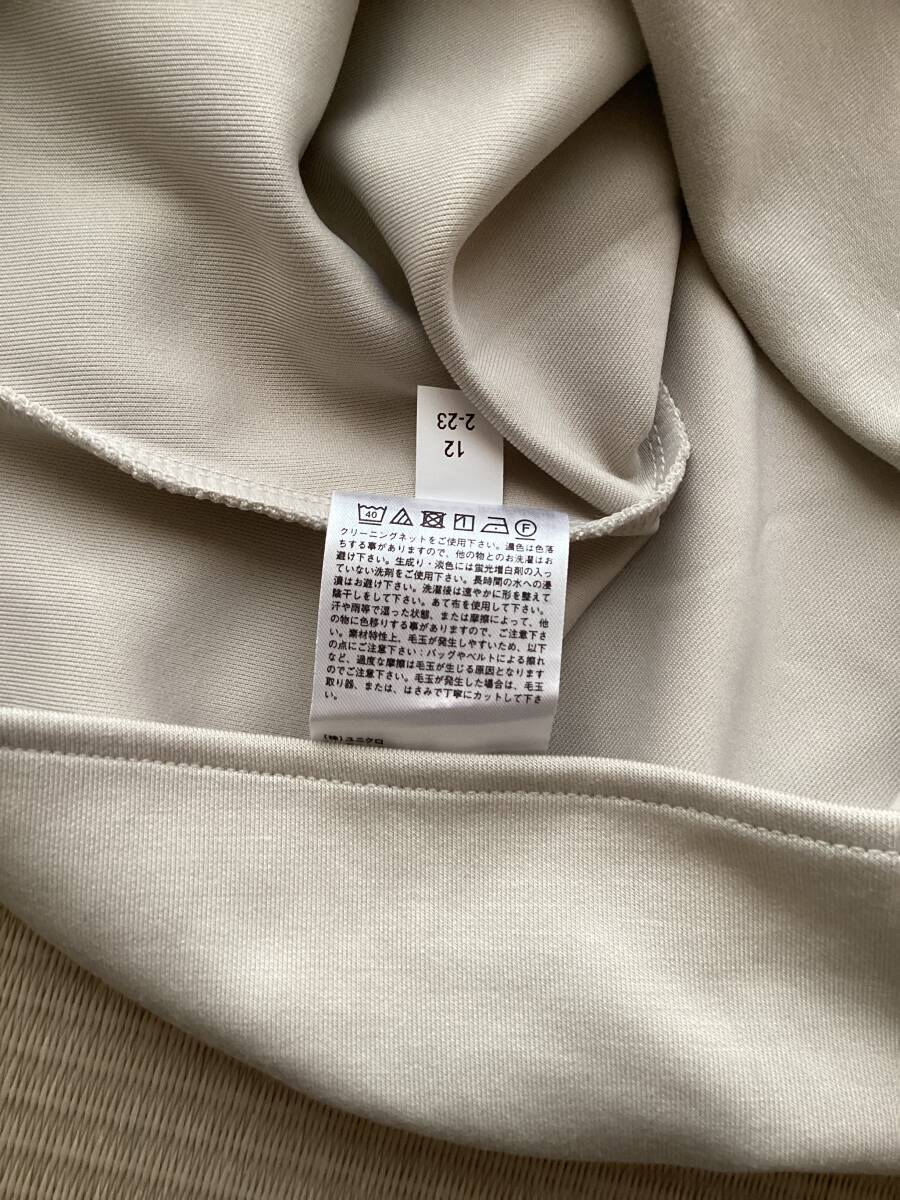 12
2-23
40
1
F
クリーニングネットをご使用下さい。濃色は色落
ちする事がありますので、他の物とのお洗濯はお
避け下さい。生成り・淡色には蛍光増白剤の入っ
ていない洗剤をご使用下さい。長時間の水への浸
漬はお避け下さい。洗濯後は速やかに形を整えて
陰干しをして下さい。あて布を使用して下さい。
汗や雨等で湿った状態、または摩擦によって、他
の物に色移りする事がありますので、ご注意下さ
い。素材特性上、毛玉が発生しやすいため、以下
の点にご注意下さい:バッグやベルトによる擦れ
など、過度な摩擦は毛玉が生じる原因となります
のでご注意下さい。毛玉が発生した場合は、毛玉
取り器、または、はさみで丁寧にカットして下さ
い。
(株)ユニクロ